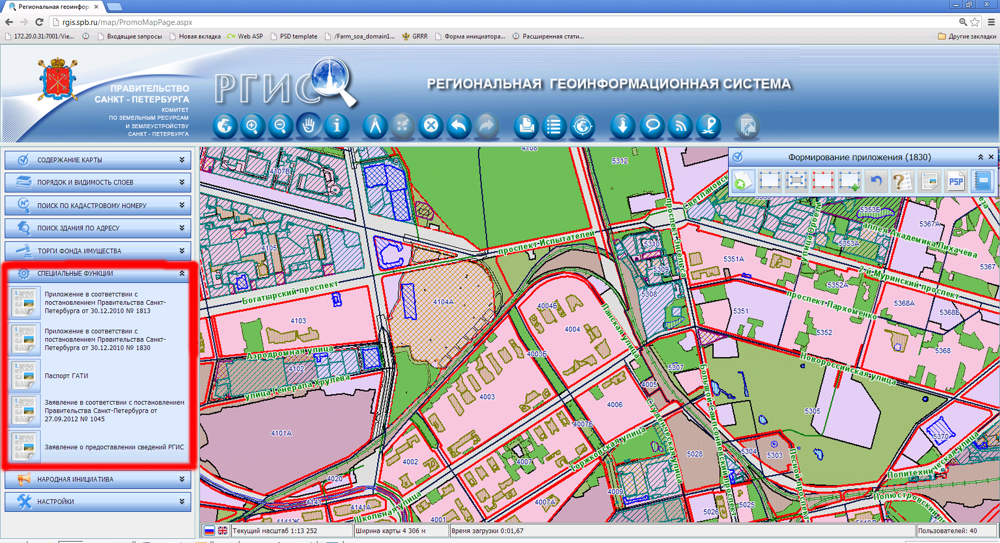 Региональная геоинфор
rgis.spb.ru/map/PromoMapPage.aspx
172.20.0.31:7001/Vie...
Входящие запросы
Новая вкладка
Web ASP
PSD template
/Farm_soa_domain1...
GRRR
Форма инициатора...
Расширенная стати...
Другие закладки
ПРАВИТЕЛЬСТВО
САНКТ - ПЕТЕРБУРГА
КОМИТЕТ
ПО ЗЕМЕЛЬНЫМ РЕСУРСАМ
И ЗЕМЛЕУСТРОЙСТВУ
САНКТ - ПЕТЕРБУРГА
РГИС
РЕГИОНАЛЬНАЯ ГЕОИНФОРМАЦИОННАЯ СИСТЕМА
СОДЕРЖАНИЕ КАРТЫ
ПОРЯДОК И ВИДИМОСТЬ СЛОЕВ
ПОИСК ПО КАДАСТРОВОМУ НОМЕРУ
ПОИСК ЗДАНИЯ ПО АДРЕСУ
ТОРГИ ФОНДА ИМУЩЕСТВА
СПЕЦИАЛЬНЫЕ ФУНКЦИИ
Приложение в соответствии с
постановлением Правительства Санкт-
Петербурга от 30.12.2010 № 1813
Приложение в соответствии с
постановлением Правительства Санкт-
Петербурга от 30.12.2010 № 1830
Паспорт ГАТИ
Заявление в соответствии с постановлением
Правительства Санкт-Петербурга от
27.09.2012 № 1045
Заявление о предоставлении сведений РГИС
НАРОДНАЯ ИНИЦИАТИВА
НАСТРОЙКИ
Формирование приложения (1830)
PSP
4108
5312
4107В
Светлановск
5353Б
5367А
аллея Академика Лихачёва
5353А
5310
проспект Испытателей
проспект Энгельса
4105
5351А
5309
5367
2-й Муринский проспект
Богатырский проспект
5352А
5308
проспект Пархоменко
5368А
5368Б
4104А
4004Б
Ланская улица
5351
4103
4004
5352
5368
Аэродромная улица
4003Б
Новороссийская улица
4102
5307
улица Генерала Хрулева
4005
Большой Сампсониевский проспект
4003
4006
5305
4101А
4007Б
Студенческая улица
5370
Торжковская улица
5304
5303
5028
4002
4007
Лесной проспект
Политехническая улица
4020
4009
4141
4141А
4007А
5025
Полюстровский пр
Школьная улица
5026
4141Ж
4001
Текущий масштаб 1:13 252
Ширина карты 4 306 м
Время загрузки 0:01,67
Пользователей: 40